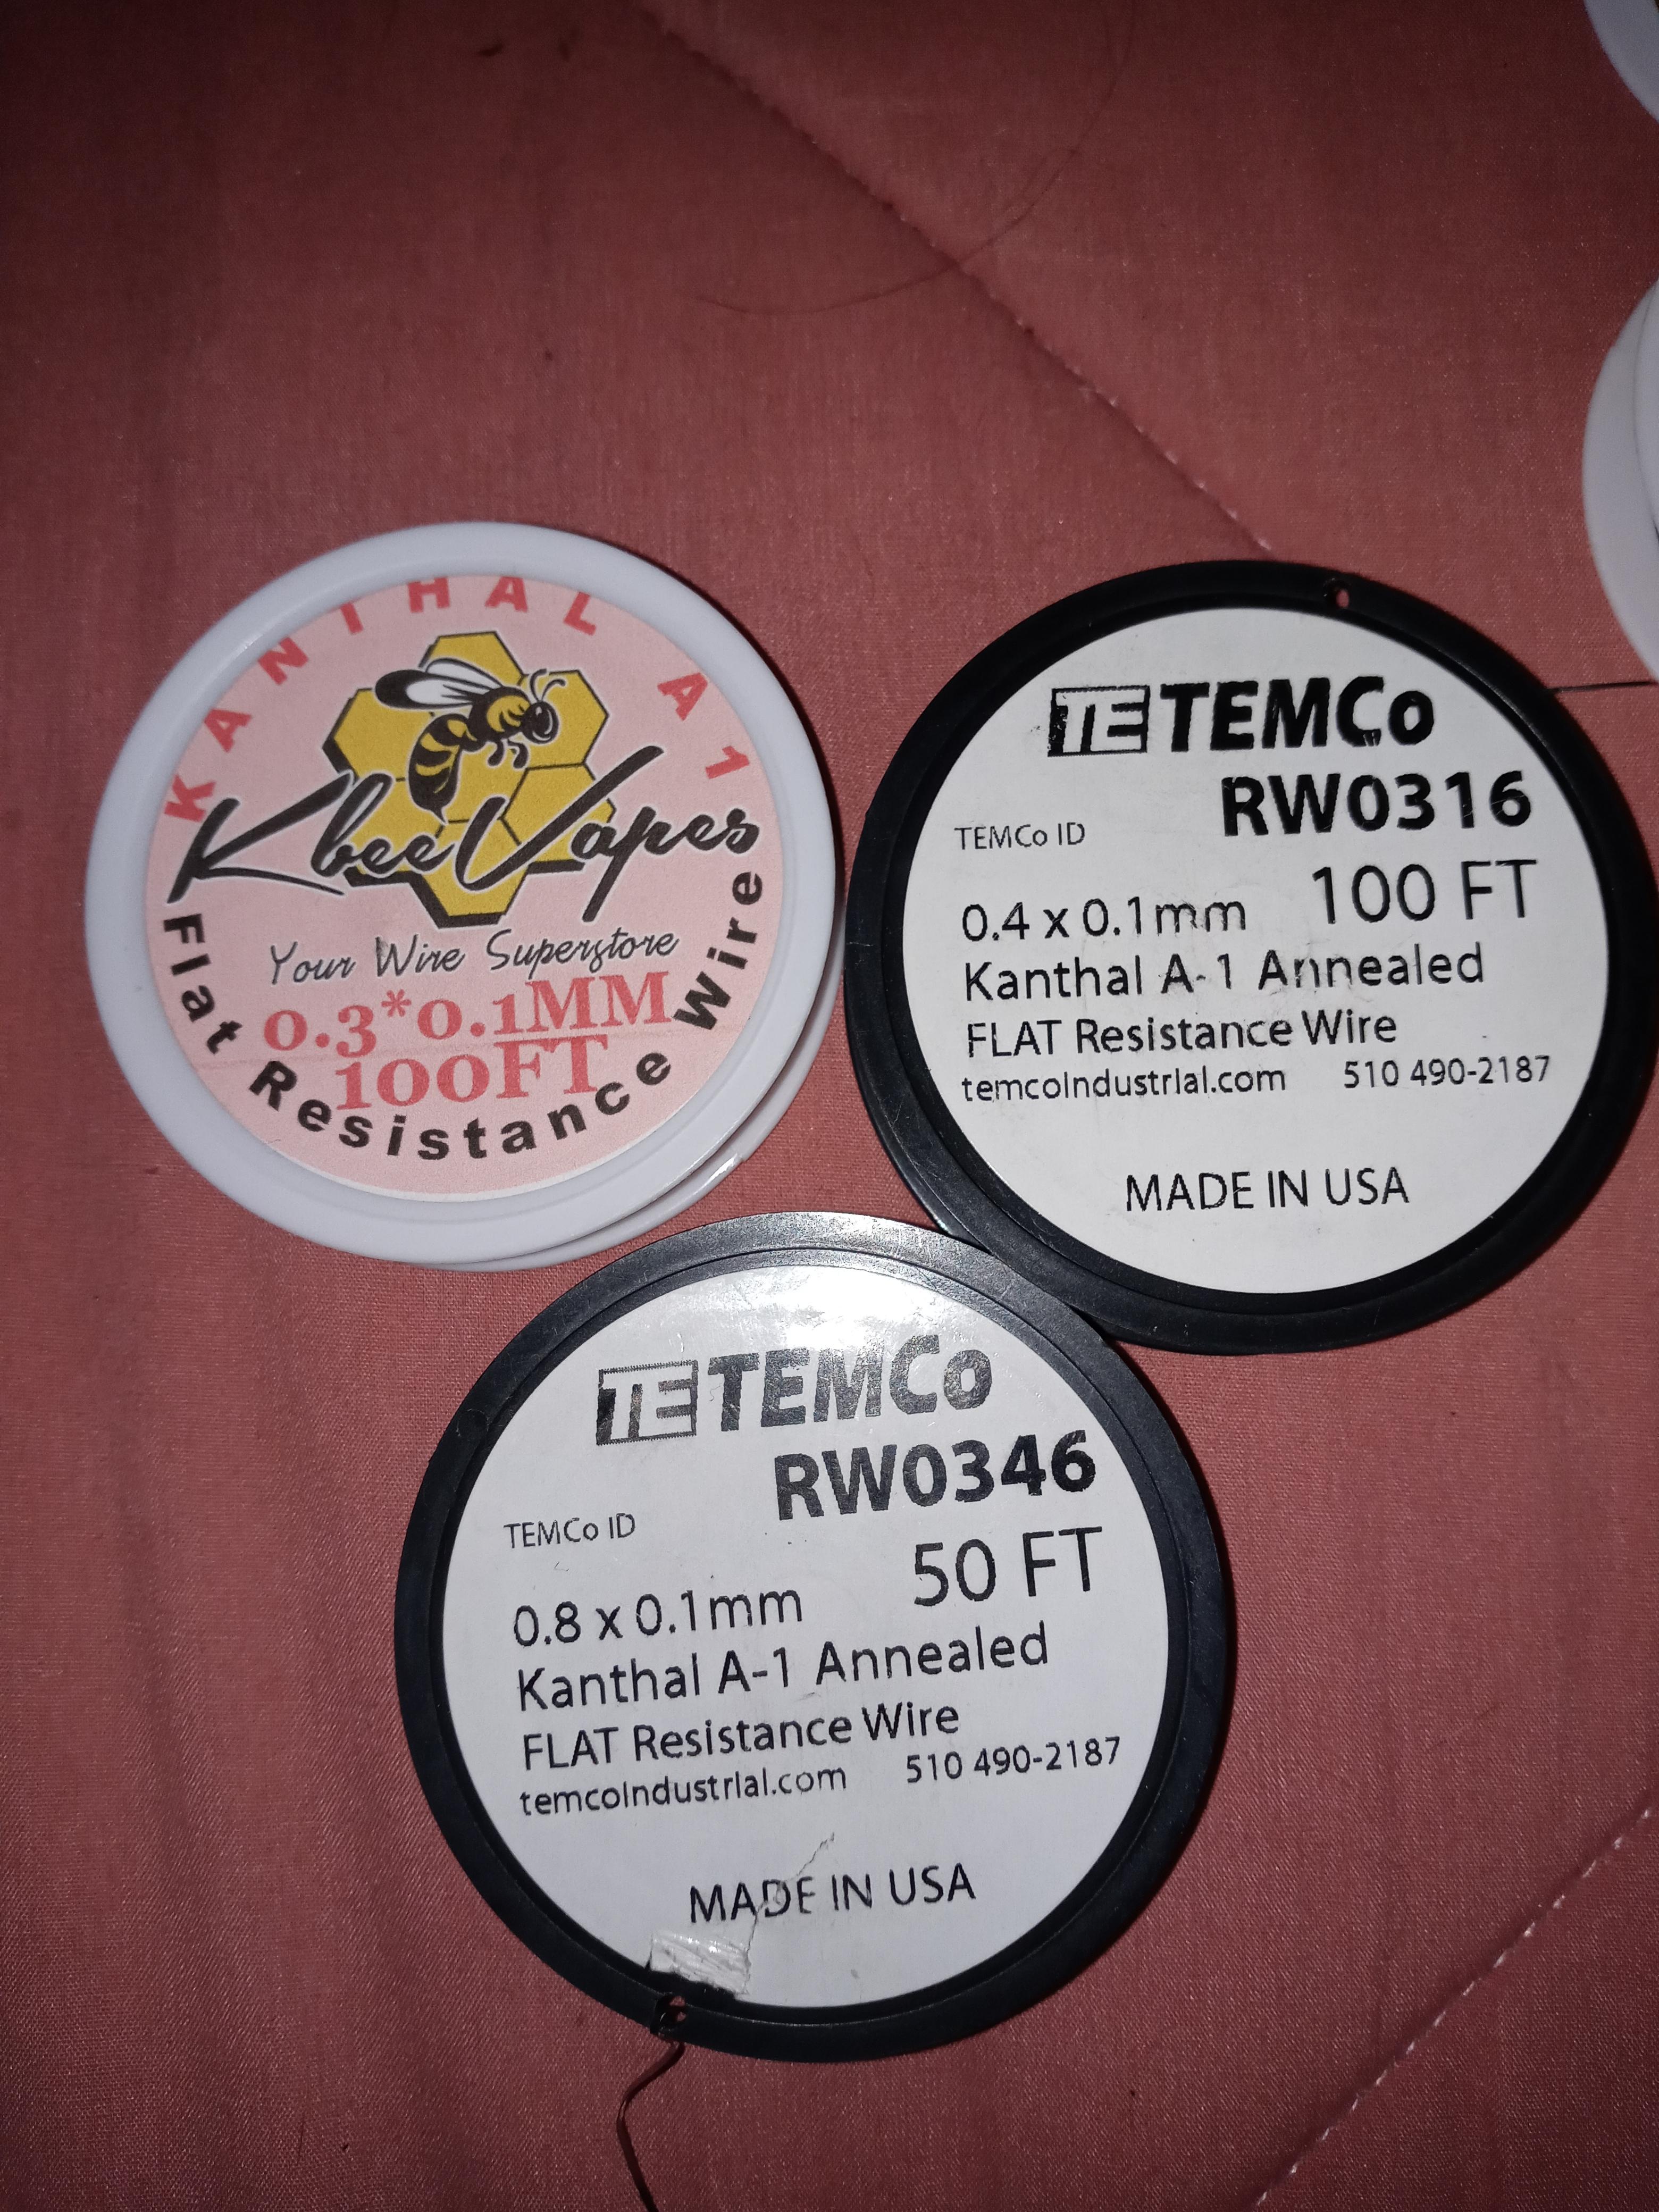 KANTHAL A1
KbeeVapes
Your Wire Superstore
0.3*0.1MM
100FT
Flat Resistance Wire
TE TEMCo
RW0316
TEMCo ID
100 FT
0.4 x 0.1mm
Kanthal A-1 Annealed
FLAT Resistance Wire
temcoindustrial.com 510 490-2187
MADE IN USA
TE TEMCo
RW0346
TEMCo ID
50 FT
0.8 x 0.1mm
Kanthal A-1 Annealed
FLAT Resistance Wire
temcoindustrial.com 510 490-2187
MADE IN USA